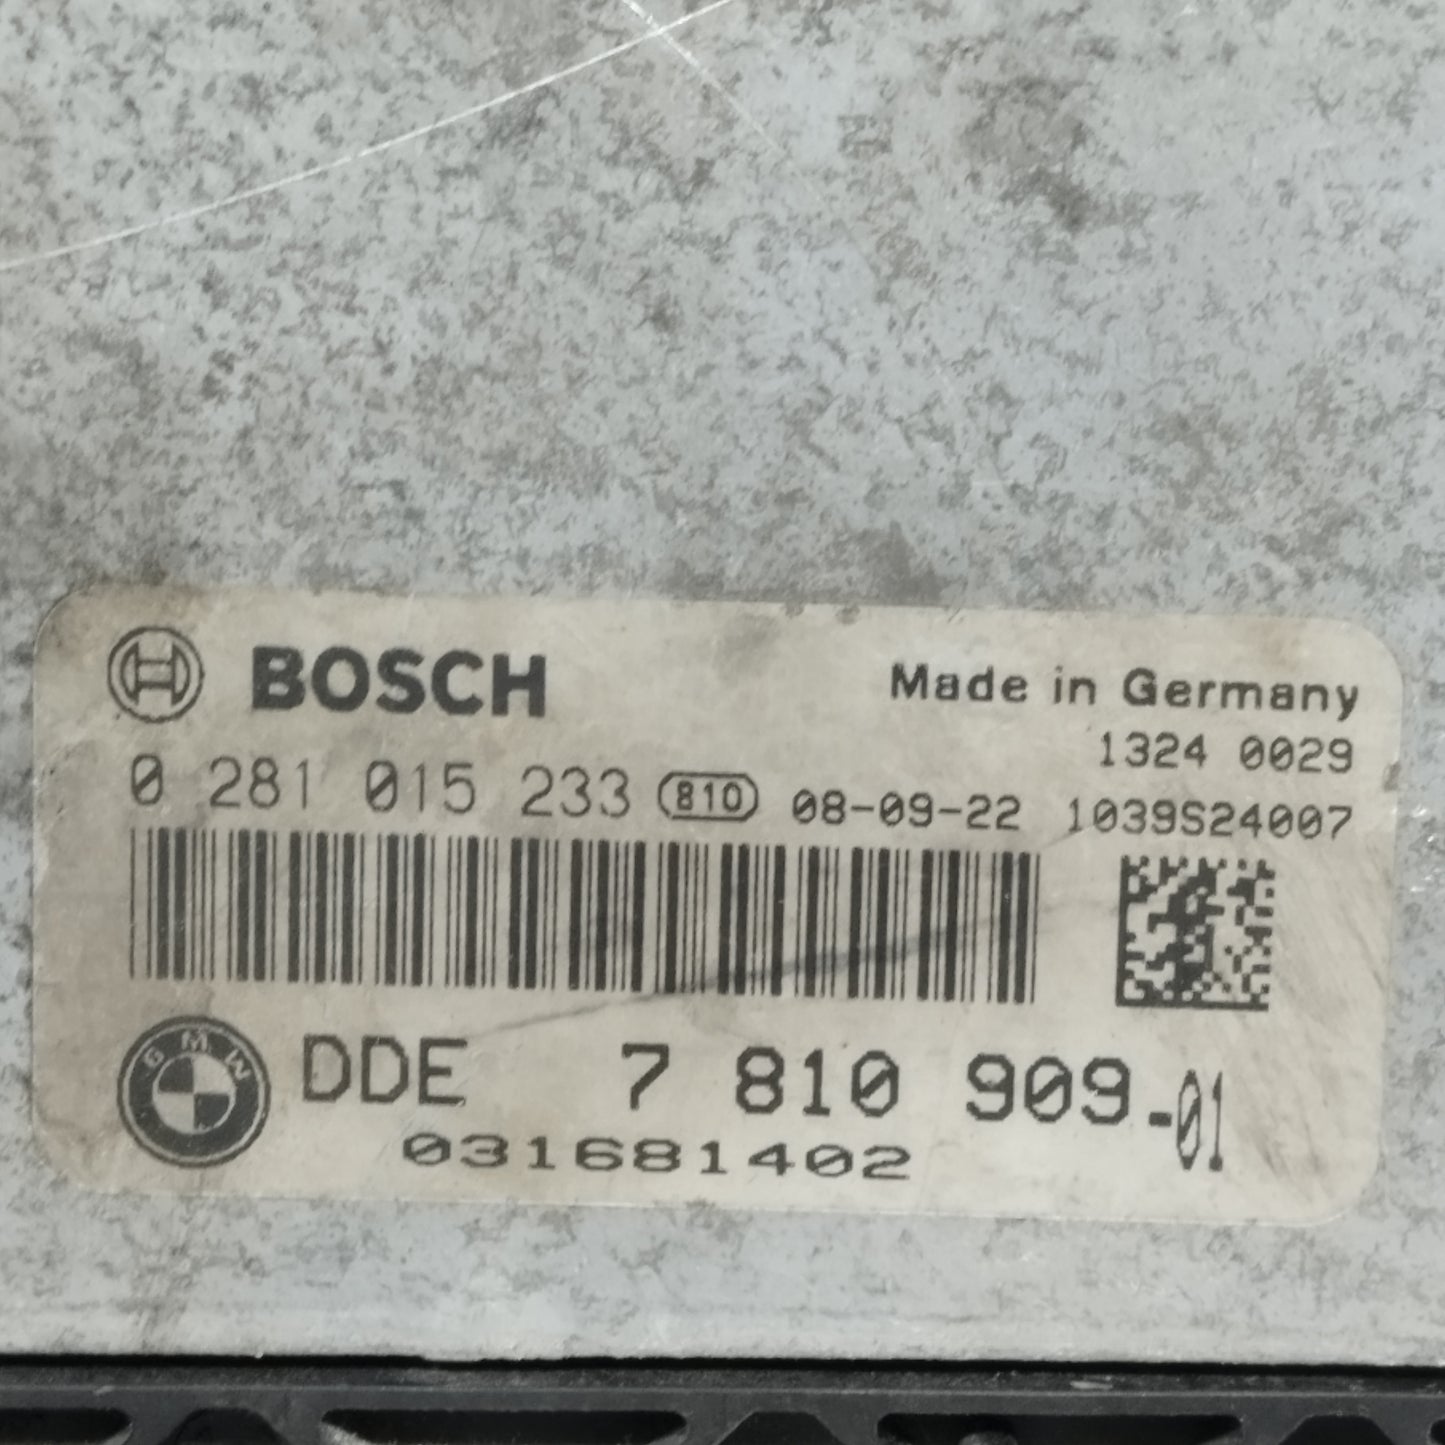 BOSCH
Made in Germany
1324 0029
0 281 015 233 810 08-09-22 1039S24007
BMW
DDE 7 810 909-01
031681402